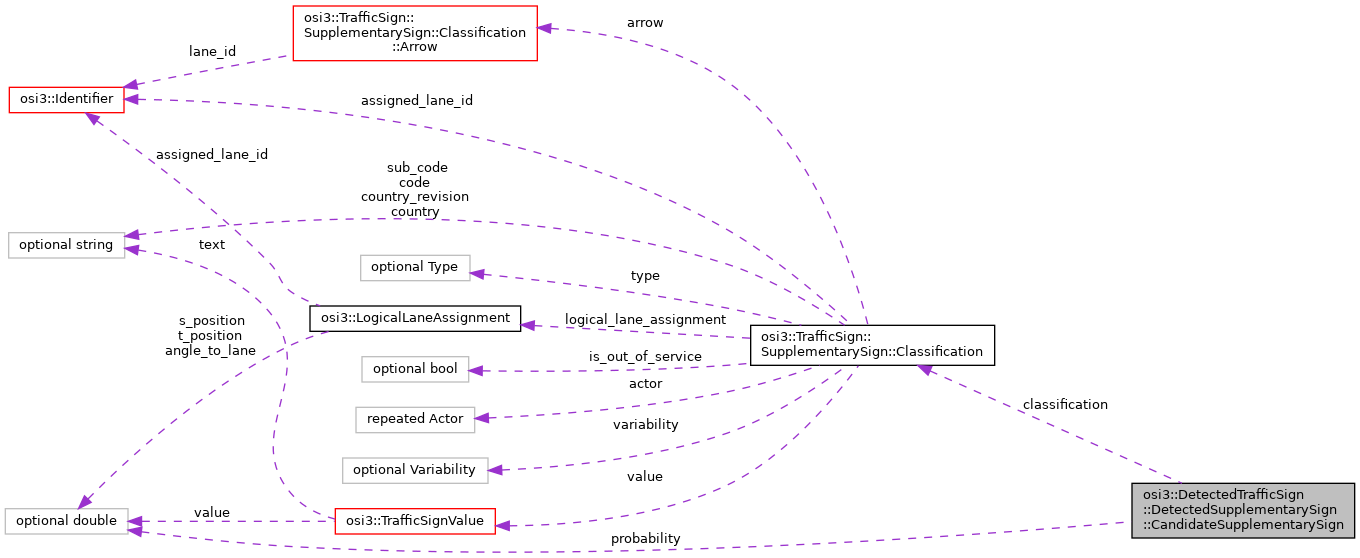 osi3::TrafficSign::
SupplementarySign::Classification
::Arrow
arrow
lane_id
osi3::Identifier
assigned_lane_id
assigned_lane_id
sub_code
code
country_revision
country
optional string
text
optional Type
type
s_position
t_position
angle_to_lane
osi3::LogicalLaneAssignment
logical_lane_assignment
osi3::TrafficSign::
SupplementarySign::Classification
optional bool
is_out_of_service
actor
repeated Actor
variability
classification
optional Variability
value
osi3::DetectedTrafficSign
::DetectedSupplementarySign
::CandidateSupplementarySign
optional double
value
osi3::TrafficSignValue
probability